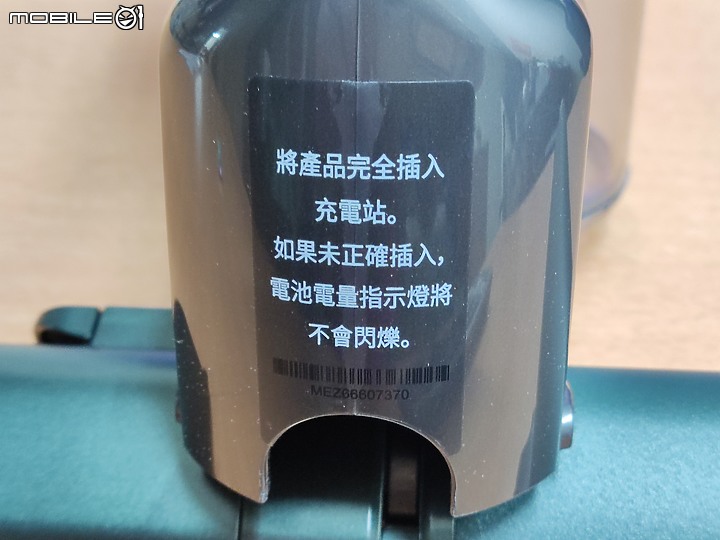 MOBILE01
將產品完全插入
充電站。
如果未正確插入,
電池電量指示燈將
不會閃爍。
MEZ66607370